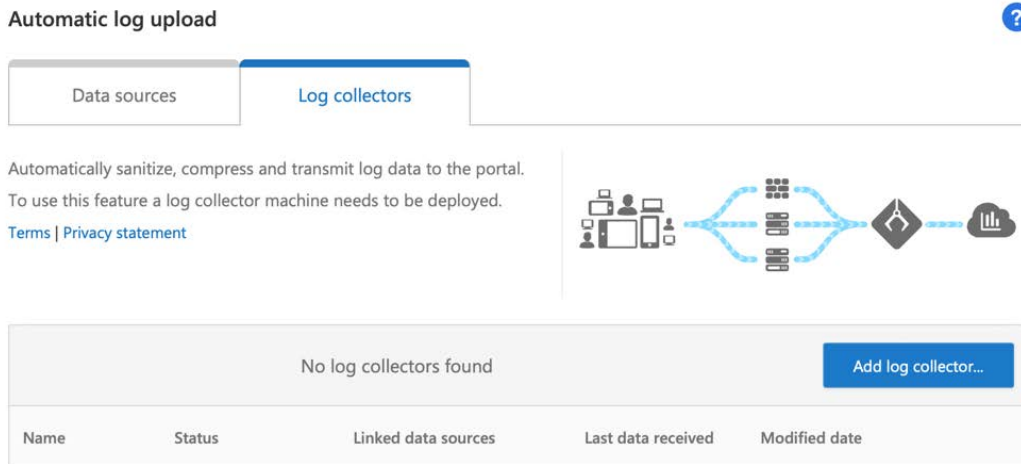 Automatic log upload
?
Data sources
Log collectors
Automatically sanitize, compress and transmit log data to the portal.
To use this feature a log collector machine needs to be deployed.
Terms | Privacy statement
No log collectors found
Add log collector...
Name Status Linked data sources Last data received Modified date